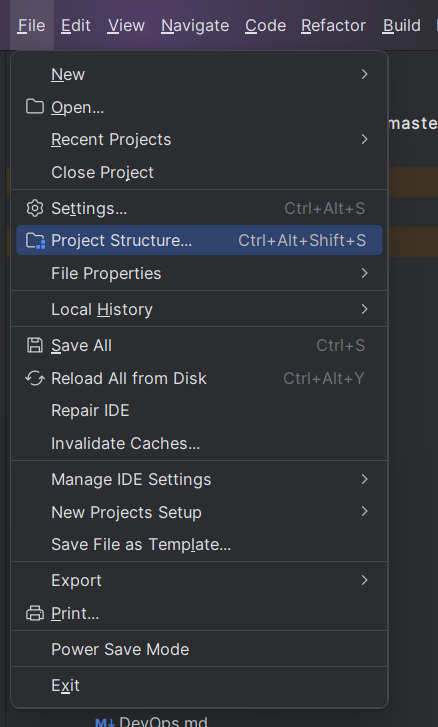 File Edit View Navigate Code Refactor Build
New
Open...
master
Recent Projects
Close Project
Settings... Ctrl+Alt+S
Project Structure... Ctrl+Alt+Shift+S
File Properties
Local History
Save All Ctrl+S
Reload All from Disk Ctrl+Alt+Y
Repair IDE
Invalidate Caches...
Manage IDE Settings
New Projects Setup
Save File as Template...
Export
Print...
Power Save Mode
Exit
M↓ DevOps.md